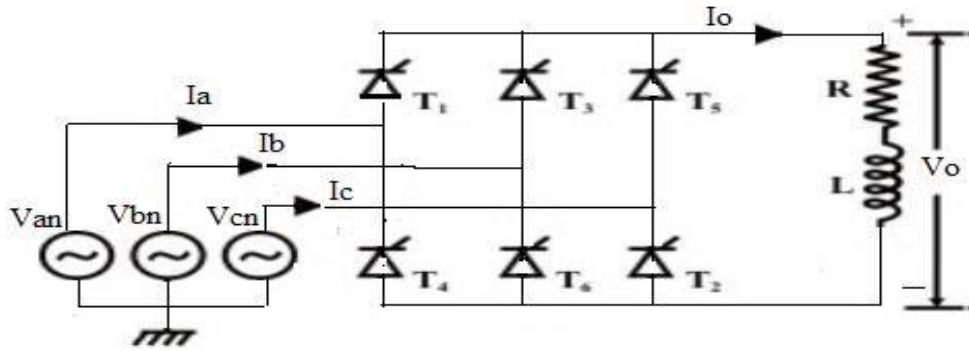 Io
+
Ia
T₁
T₃
T₅
R
Ib
Vo
L
Ic
Van
Vbn
Vcn
T₄
T₆
T₂
−